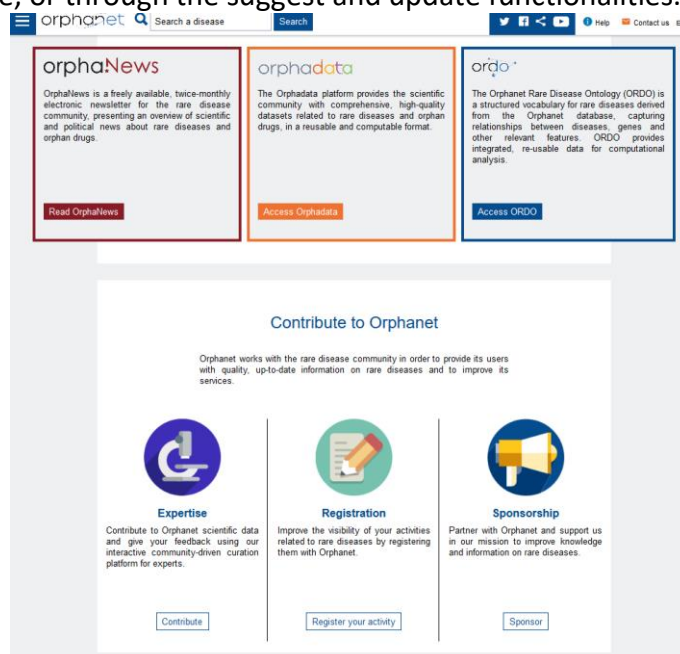 e, or through the suggest and update functionalities.
orphanet Search a disease Search Help Contact us
orphaNews
OrphaNews is a freely available, twice-monthly
electronic newsletter for the rare disease
community, presenting an overview of scientific
and political news about rare diseases and
orphan drugs.
Read OrphaNews
orphadata
The Orphadata platform provides the scientific
community with comprehensive, high-quality
datasets related to rare diseases and orphan
drugs, in a reusable and computable format.
Access Orphadata
ordo
The Orphanet Rare Disease Ontology (ORDO) is
a structured vocabulary for rare diseases derived
from the Orphanet database, capturing
relationships between diseases, genes and
other relevant features. ORDO provides
integrated, re-usable data for computational
analysis.
Access ORDO
Contribute to Orphanet
Orphanet works with the rare disease community in order to provide its users
with quality, up-to-date information on rare diseases and to improve its
services.
Expertise
Contribute to Orphanet scientific data
and give your feedback using our
interactive community-driven curation
platform for experts.
Contribute
Registration
Improve the visibility of your activities
related to rare diseases by registering
them with Orphanet.
Register your activity
Sponsorship
Partner with Orphanet and support us
in our mission to improve knowledge
and information on rare diseases.
Sponsor